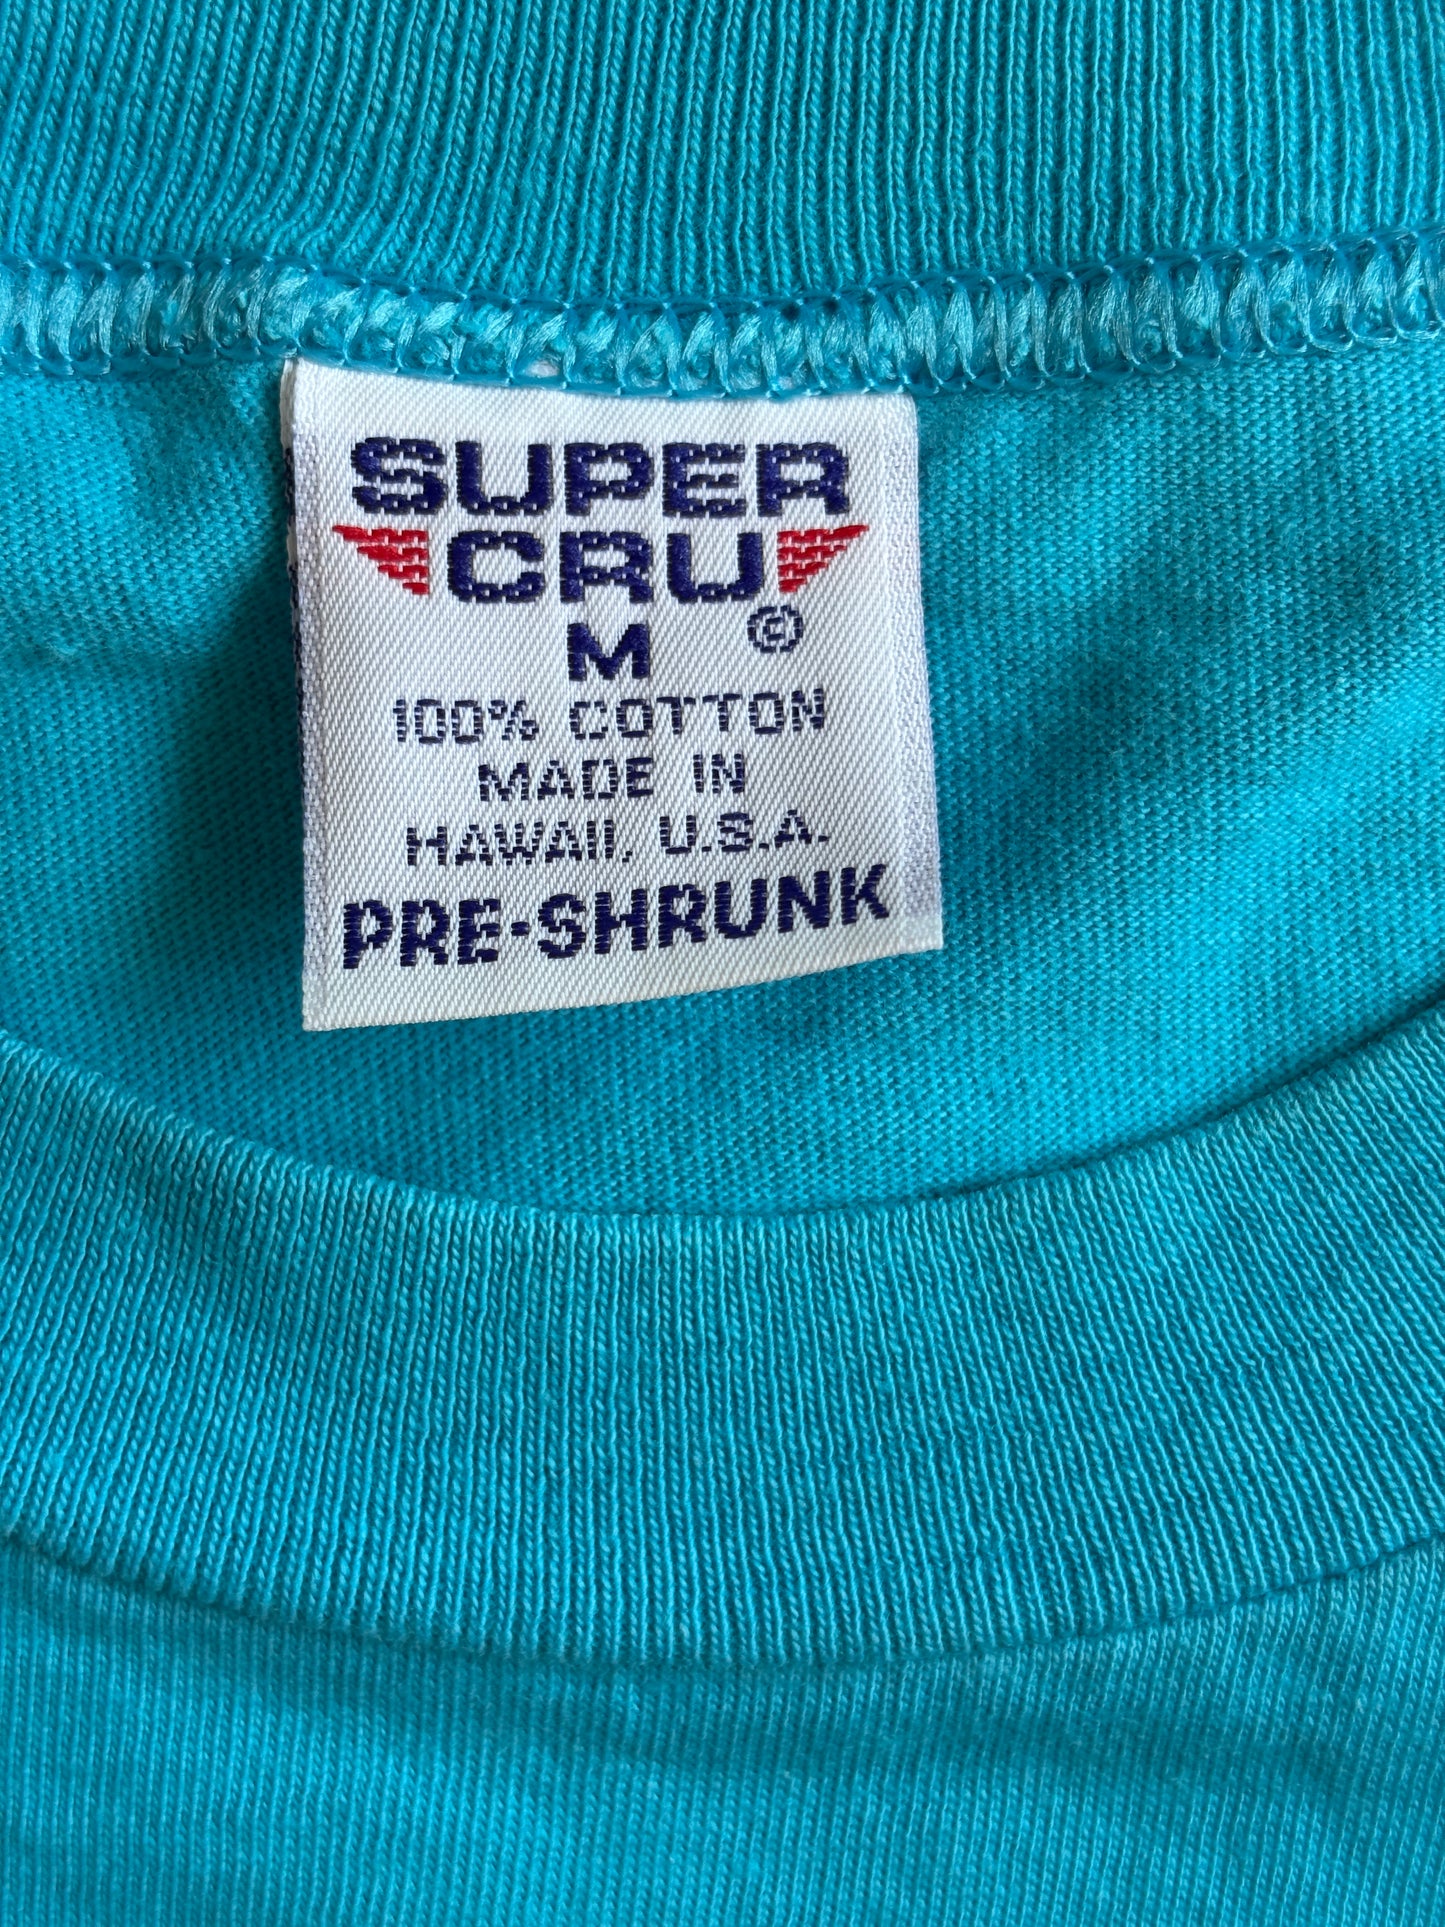 SUPER
CRU
M ©
100% COTTON
MADE IN
HAWAII, U.S.A.
PRE-SHRUNK